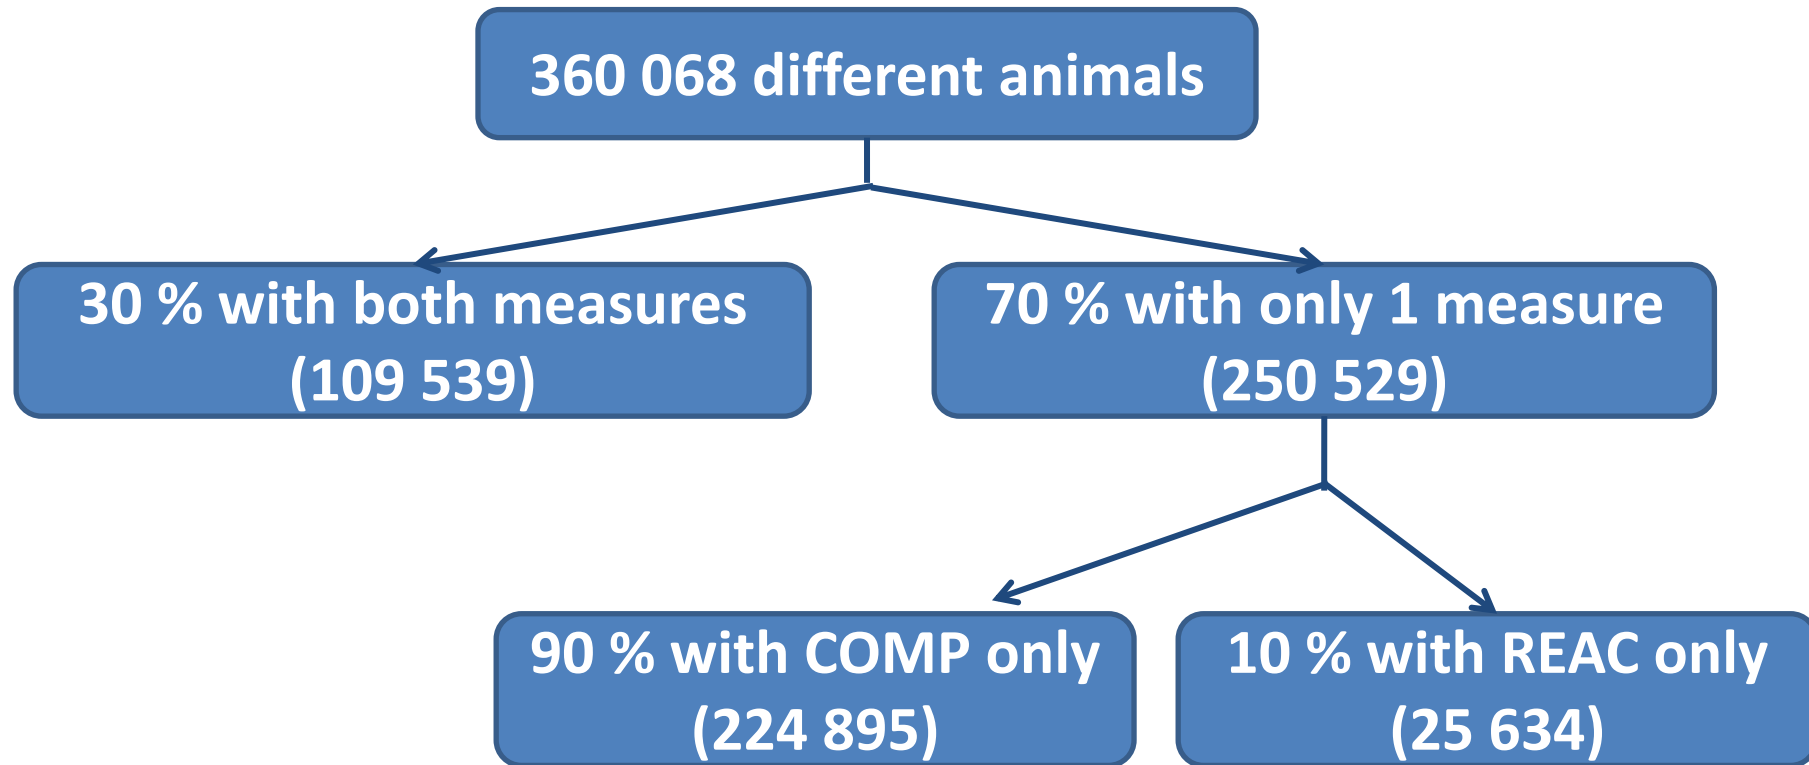 360 068 different animals
30 % with both measures
(109 539)
70 % with only 1 measure
(250 529)
90 % with COMP only
(224 895)
10 % with REAC only
(25 634)